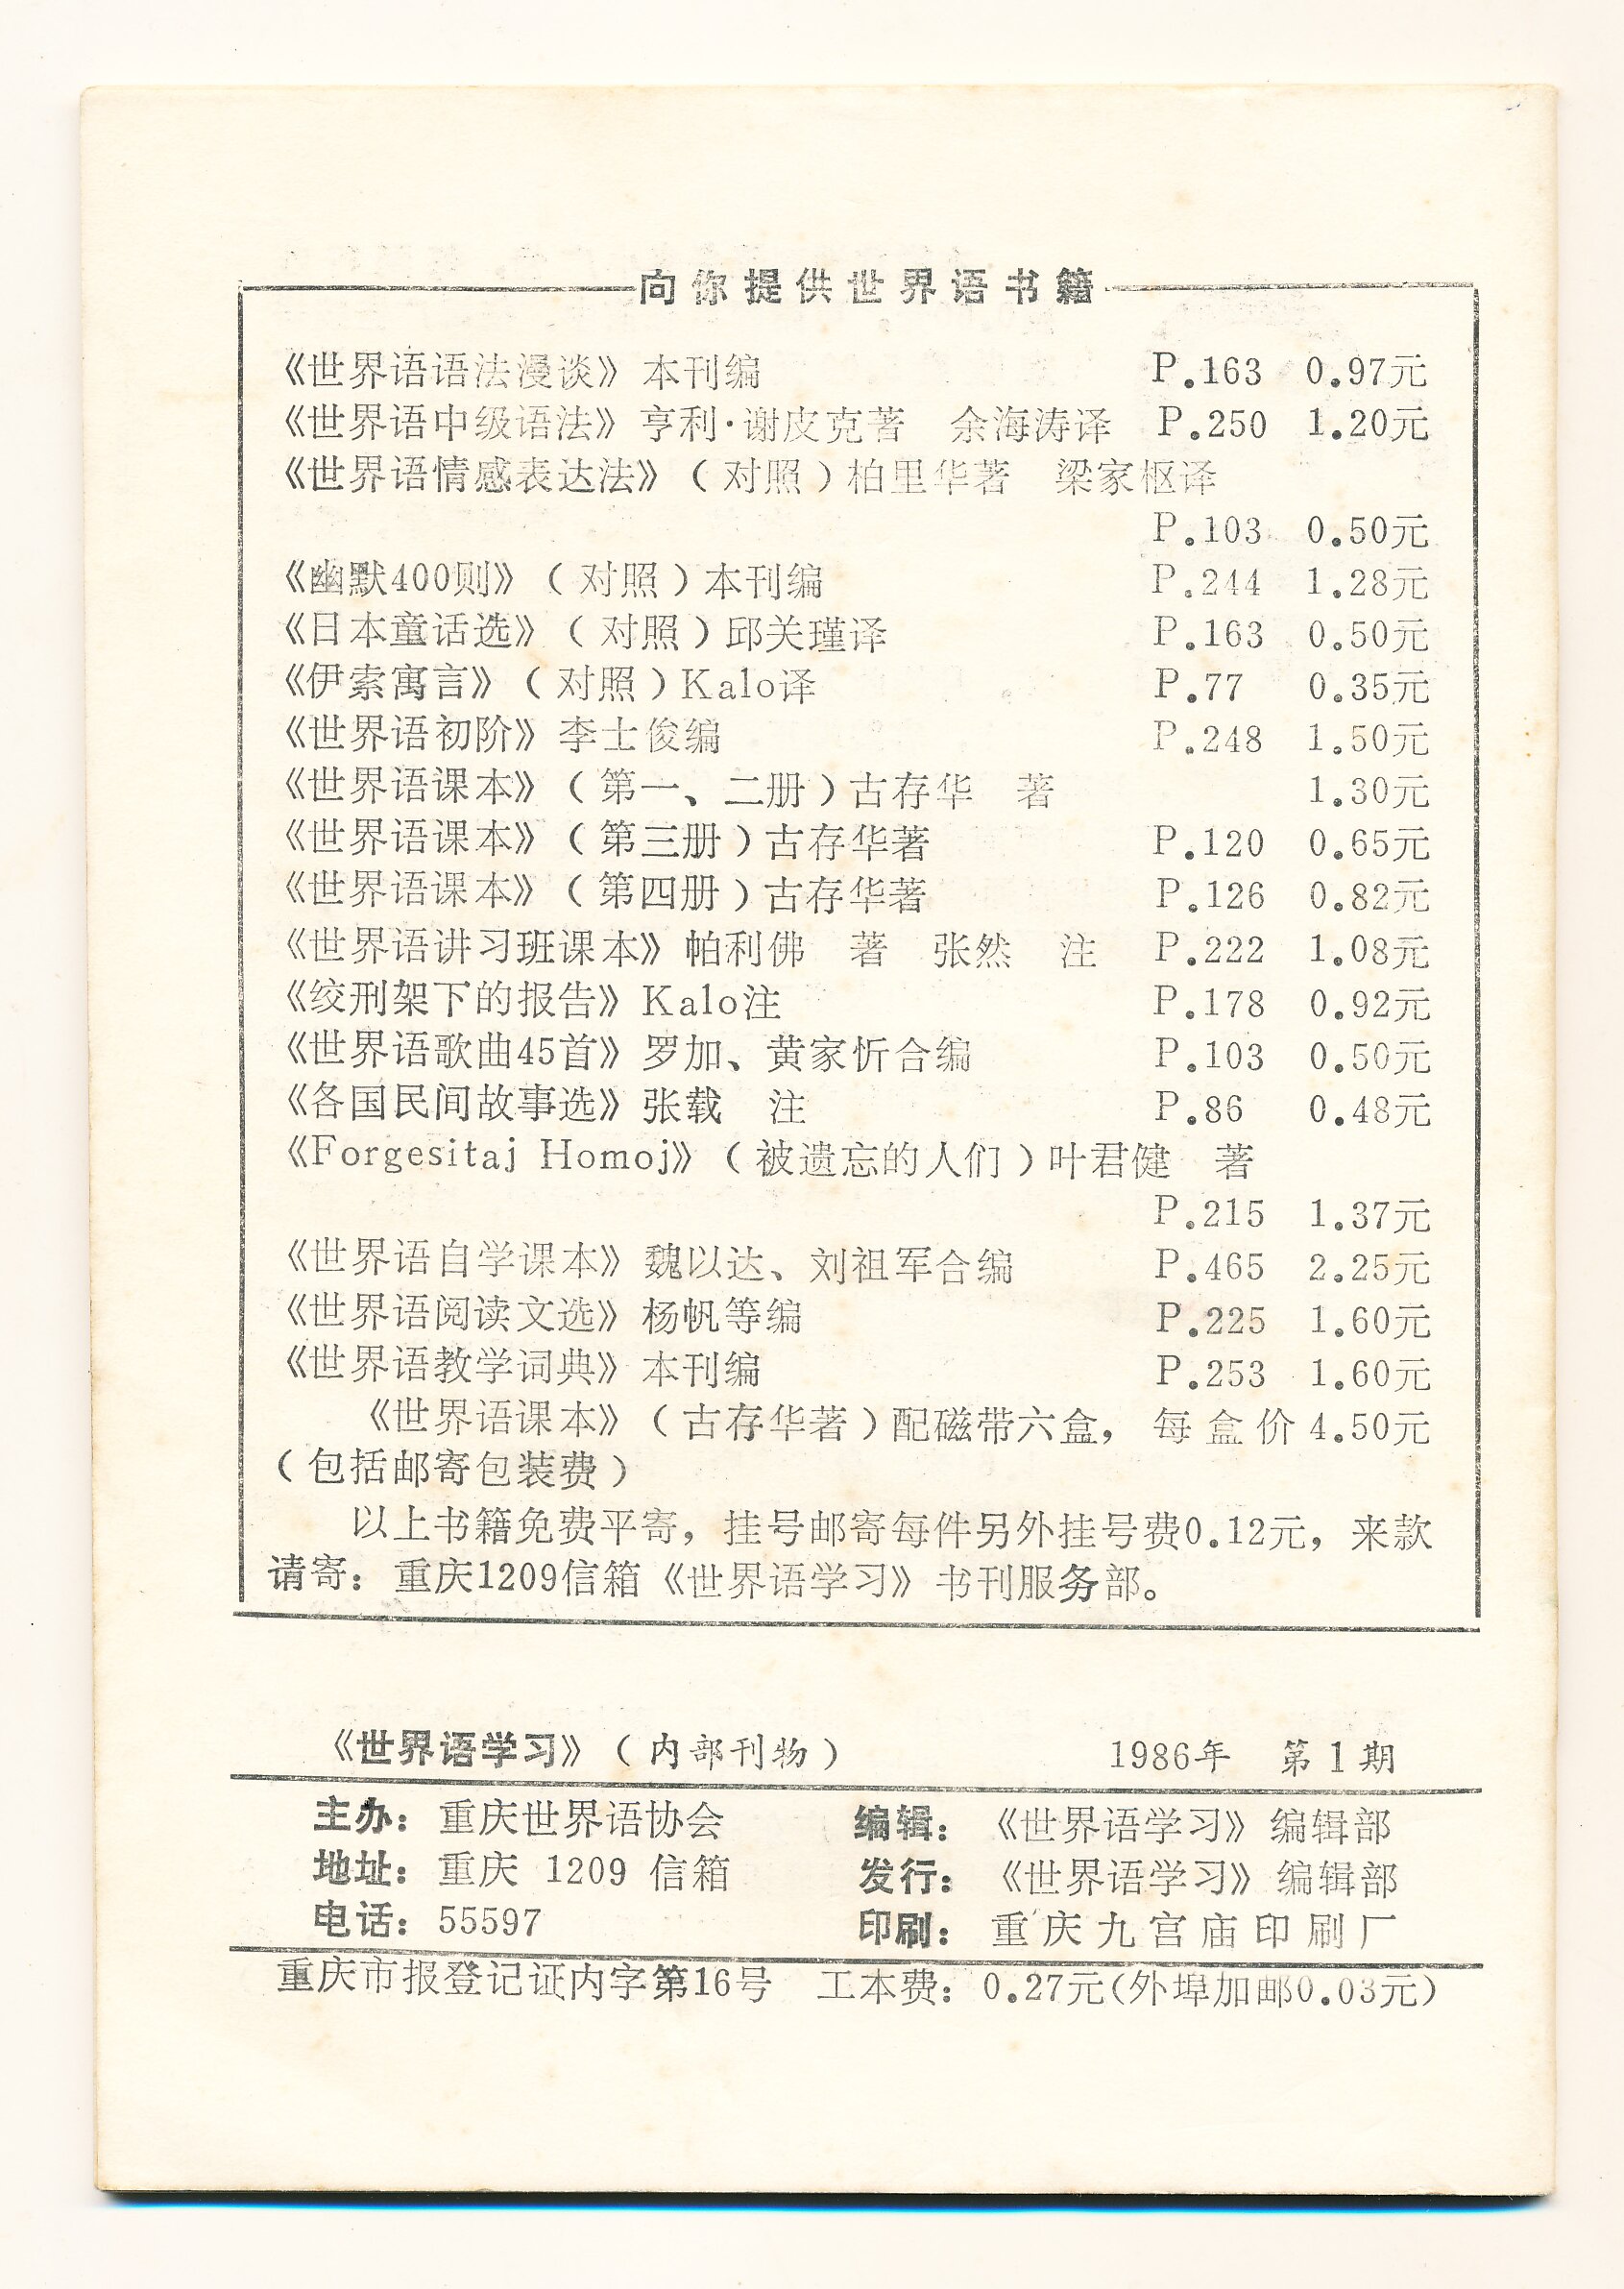 向你提供世界语书籍
《世界语语法漫谈》本刊编 P.163 0.97元
《世界语中级语法》亨利·谢皮克著 余海涛译 P.250 1.20元
《世界语情感表达法》（对照）柏里华著 梁家枢译
P.103 0.50元
《幽默400则》（对照）本刊编 P.244 1.28元
《日本童话选》（对照）邱关瑾译 P.163 0.50元
《伊索寓言》（对照）Kalo译 P.77 0.35元
《世界语初阶》李士俊编 P.248 1.50元
《世界语课本》（第一、二册）古存华 著 1.30元
《世界语课本》（第三册）古存华著 P.120 0.65元
《世界语课本》（第四册）古存华著 P.126 0.82元
《世界语讲习班课本》帕利佛 著 张然 注 P.222 1.08元
《绞刑架下的报告》Kalo注 P.178 0.92元
《世界语歌曲45首》罗加、黄家忻合编 P.103 0.50元
《各国民间故事选》张载 注 P.86 0.48元
《Forgesitaj Homoj》（被遗忘的人们）叶君健 著
P.215 1.37元
《世界语自学课本》魏以达、刘祖军合编 P.465 2.25元
《世界语阅读文选》杨帆等编 P.225 1.60元
《世界语教学词典》本刊编 P.253 1.60元
《世界语课本》（古存华著）配磁带六盒，每盒价4.50元
（包括邮寄包装费）
以上书籍免费平寄，挂号邮寄每件另外挂号费0.12元，来款
请寄：重庆1209信箱《世界语学习》书刊服务部。
《世界语学习》（内部刊物） 1986年 第1期
主办：重庆世界语协会 编辑：《世界语学习》编辑部
地址：重庆 1209 信箱 发行：《世界语学习》编辑部
电话：55597 印刷：重庆九宫庙印刷厂
重庆市报登记证内字第16号 工本费：0.27元（外埠加邮0.03元）